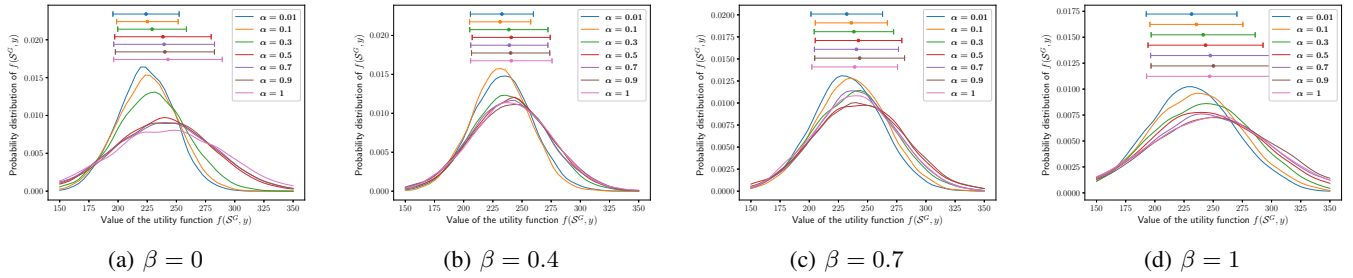 Probability distribution of f(S^G, y)
0.020
0.015
0.010
0.005
0.000
150 175 200 225 250 275 300 325 350
Value of the utility function f(S^G, y)
α = 0.01
α = 0.1
α = 0.3
α = 0.5
α = 0.7
α = 0.9
α = 1
(a) β = 0
Probability distribution of f(S^G, y)
0.020
0.015
0.010
0.005
0.000
150 175 200 225 250 275 300 325 350
Value of the utility function f(S^G, y)
α = 0.01
α = 0.1
α = 0.3
α = 0.5
α = 0.7
α = 0.9
α = 1
(b) β = 0.4
Probability distribution of f(S^G, y)
0.0200
0.0175
0.0150
0.0125
0.0100
0.0075
0.0050
0.0025
0.0000
150 175 200 225 250 275 300 325 350
Value of the utility function f(S^G, y)
α = 0.01
α = 0.1
α = 0.3
α = 0.5
α = 0.7
α = 0.9
α = 1
(c) β = 0.7
Probability distribution of f(S^G, y)
0.0175
0.0150
0.0125
0.0100
0.0075
0.0050
0.0025
0.0000
150 175 200 225 250 275 300 325 350
Value of the utility function f(S^G, y)
α = 0.01
α = 0.1
α = 0.3
α = 0.5
α = 0.7
α = 0.9
α = 1
(d) β = 1